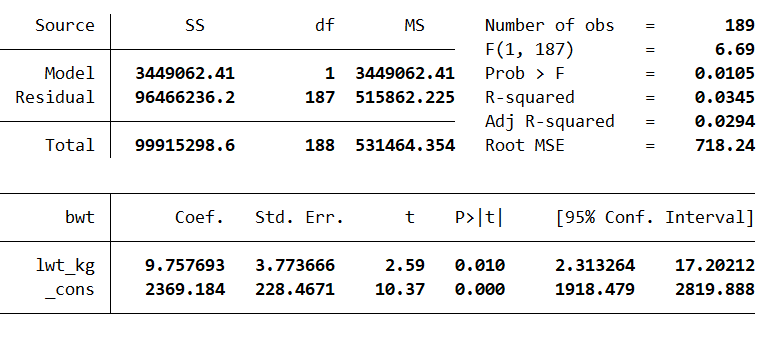 Source SS df MS Number of obs = 189
F(1, 187) = 6.69
Model 3449062.41 1 3449062.41 Prob > F = 0.0105
Residual 96466236.2 187 515862.225 R-squared = 0.0345
Adj R-squared = 0.0294
Total 99915298.6 188 531464.354 Root MSE = 718.24
bwt Coef. Std. Err. t P>|t| [95% Conf. Interval]
lwt_kg 9.757693 3.773666 2.59 0.010 2.313264 17.20212
_cons 2369.184 228.4671 10.37 0.000 1918.479 2819.888